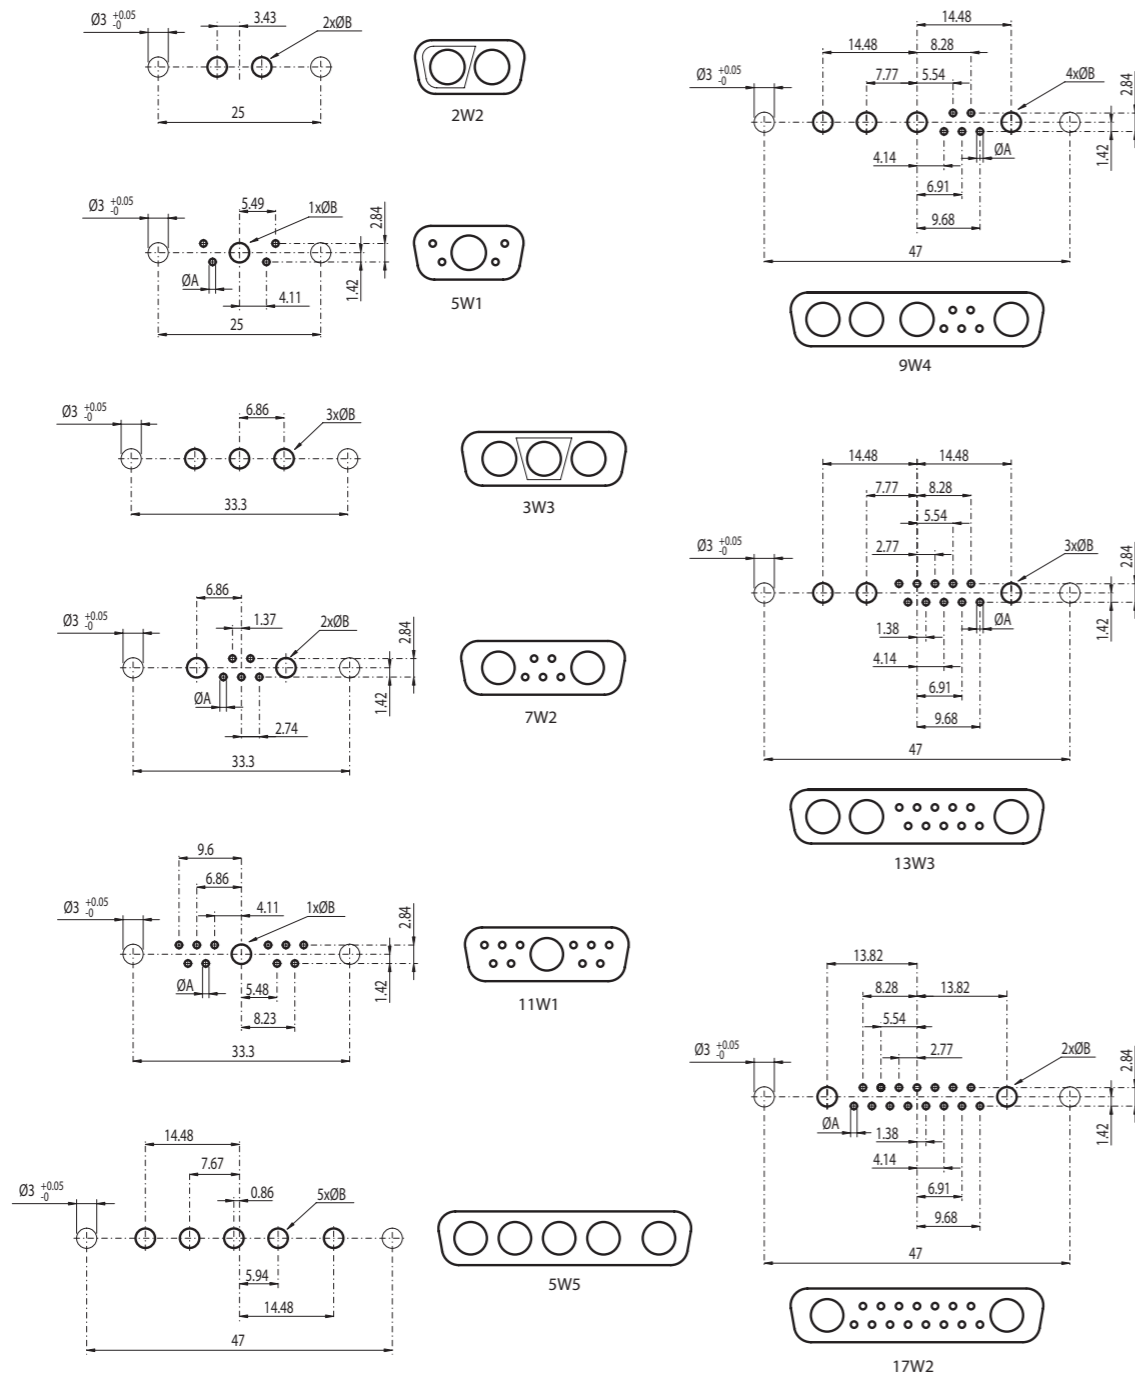 Ø3 +0.05 -0
3.43
2xØB
25
2W2
Ø3 +0.05 -0
5.49
1xØB
2.84
ØA
4.11
1.42
25
5W1
Ø3 +0.05 -0
6.86
3xØB
33.3
3W3
Ø3 +0.05 -0
6.86
1.37
2xØB
2.84
ØA
2.74
1.42
33.3
7W2
9.6
6.86
Ø3 +0.05 -0
4.11
1xØB
2.84
ØA
5.48
1.42
8.23
33.3
11W1
14.48
7.67
Ø3 +0.05 -0
0.86
5xØB
5.94
14.48
47
5W5
14.48
14.48
8.28
Ø3 +0.05 -0
7.77
5.54
4xØB
2.84
4.14
ØA
1.42
6.91
9.68
47
9W4
14.48
14.48
7.77
8.28
5.54
Ø3 +0.05 -0
2.77
3xØB
2.84
ØA
1.38
1.42
4.14
6.91
9.68
47
13W3
13.82
8.28
13.82
5.54
Ø3 +0.05 -0
2.77
2xØB
2.84
ØA
1.38
1.42
4.14
6.91
9.68
47
17W2